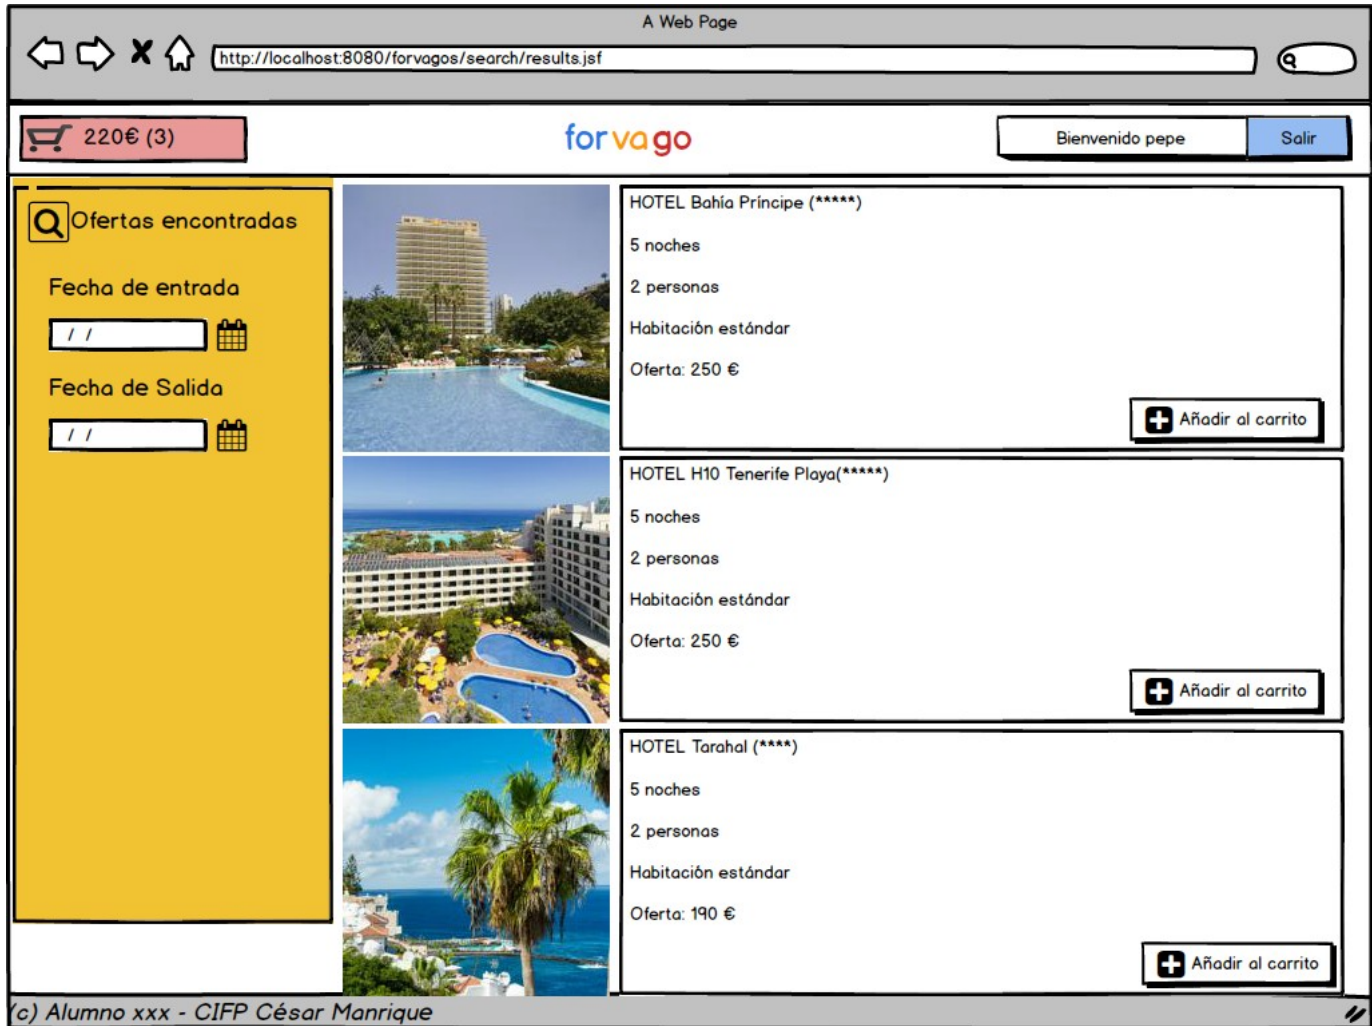 A Web Page
http://localhost:8080/forvagos/search/results.jsf
220€ (3)
forvago
Bienvenido pepe
Salir
Ofertas encontradas
Fecha de entrada
/ /
Fecha de Salida
/ /
HOTEL Bahía Príncipe (*****)
5 noches
2 personas
Habitación estándar
Oferta: 250 €
Añadir al carrito
HOTEL H10 Tenerife Playa(*****)
5 noches
2 personas
Habitación estándar
Oferta: 250 €
Añadir al carrito
HOTEL Tarahal (****)
5 noches
2 personas
Habitación estándar
Oferta: 190 €
Añadir al carrito
(c) Alumno xxx - CIFP César Manrique